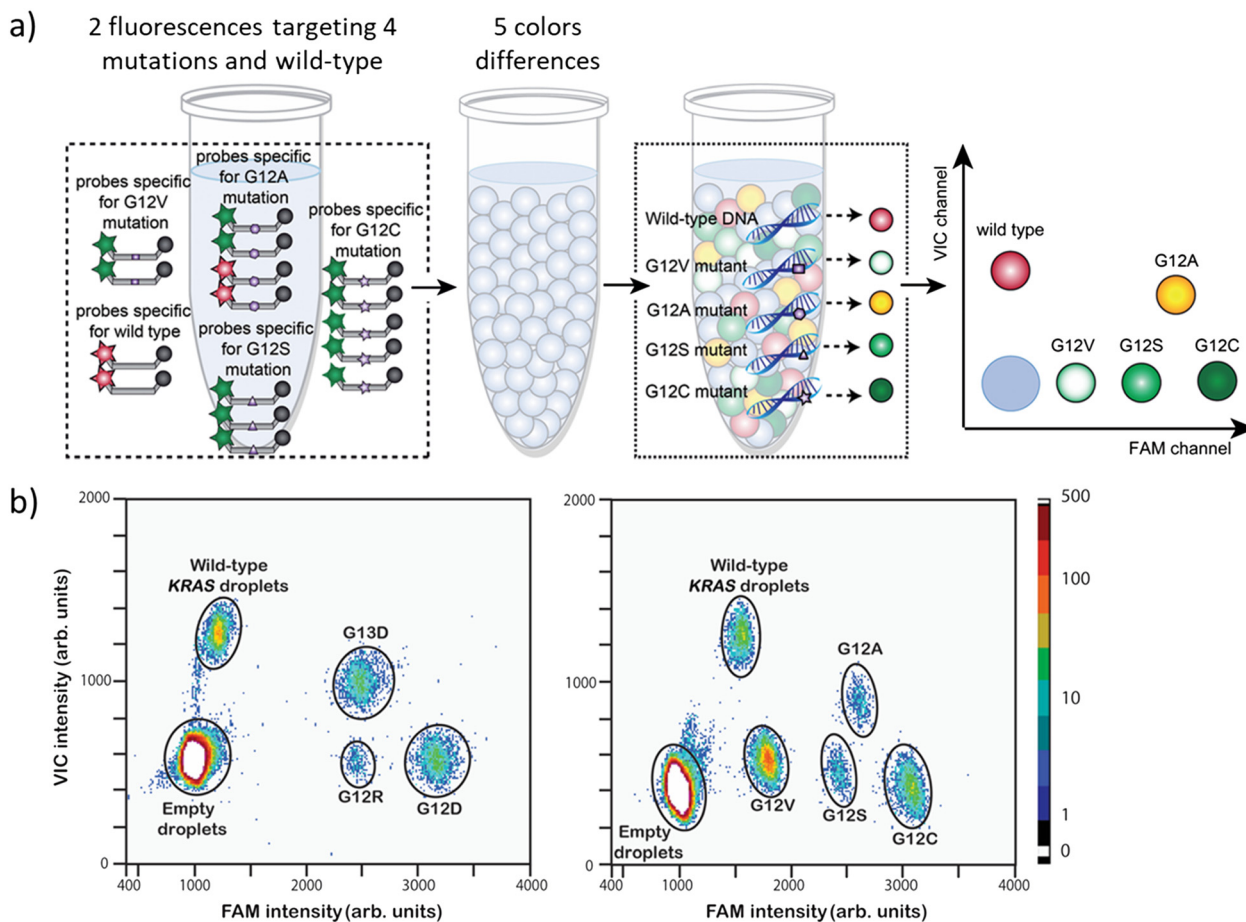 a)
2 fluorescences targeting 4
mutations and wild-type
5 colors
differences
probes specific
for G12V
mutation
probes specific
for G12A
mutation
probes specific
for G12C
mutation
probes specific
for wild type
probes specific
for G12S
mutation
Wild-type DNA
G12V mutant
G12A mutant
G12S mutant
G12C mutant
VIC channel
wild type
G12A
G12V
G12S
G12C
FAM channel
b)
2000
1000
0
VIC intensity (arb. units)
Wild-type
KRAS droplets
G13D
G12R
G12D
Empty
droplets
400
1000
2000
3000
4000
FAM intensity (arb. units)
2000
1000
0
Wild-type
KRAS droplets
G12A
G12V
G12S
G12C
Empty
droplets
400
1000
2000
3000
4000
FAM intensity (arb. units)
500
100
10
1
0